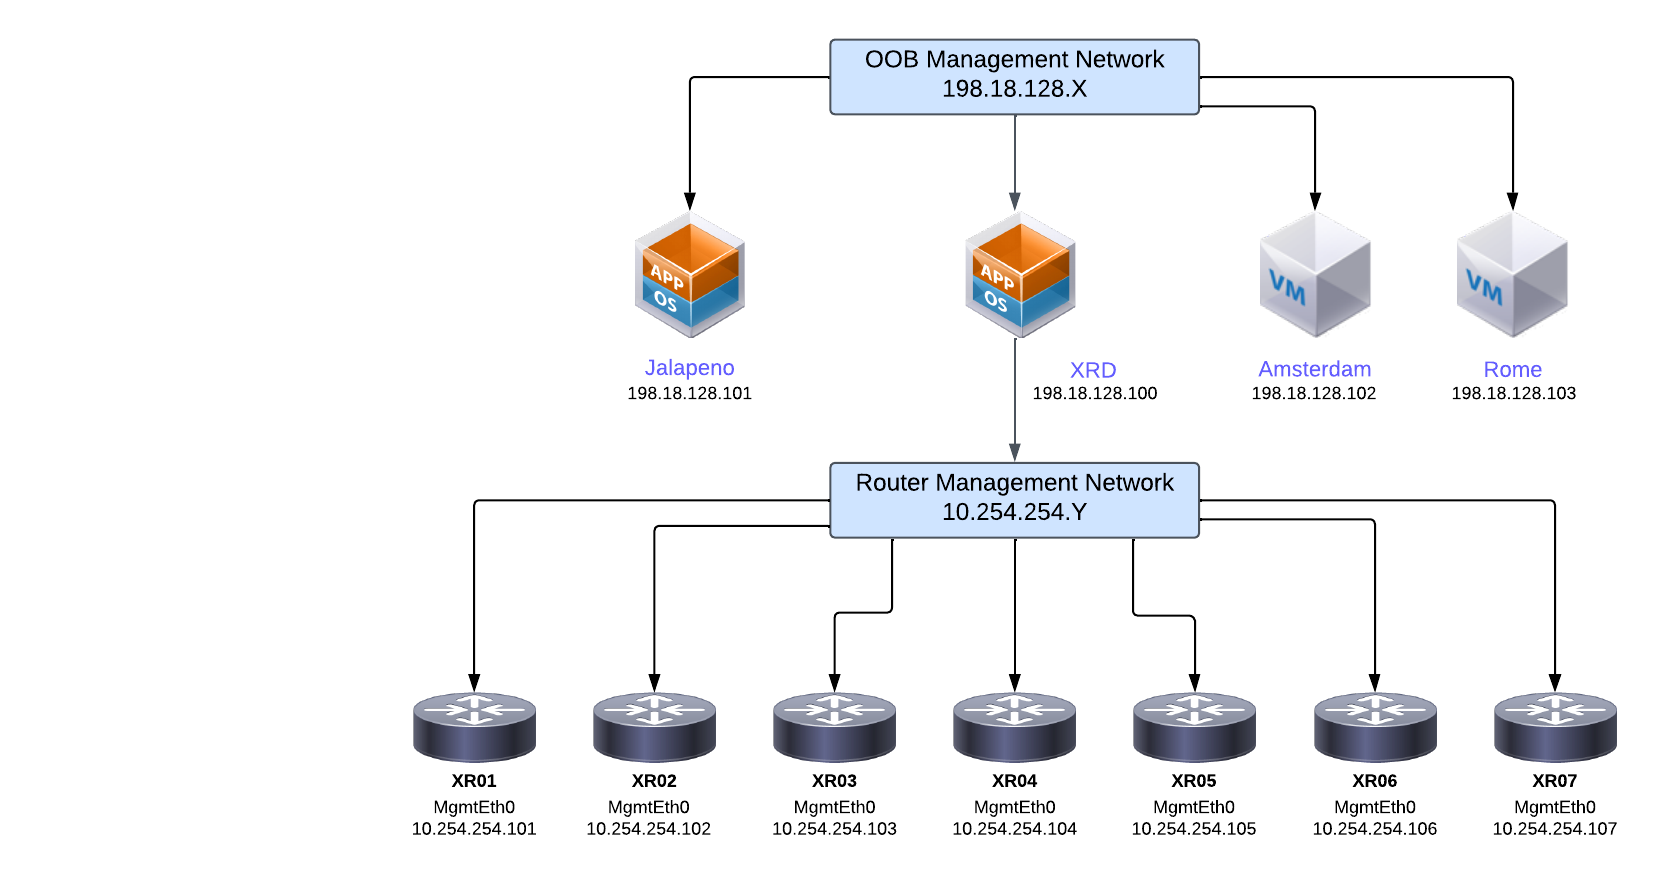 OOB Management Network
198.18.128.X
APP
OS
APP
OS
VM
VM
Jalapeno
198.18.128.101
XRD
198.18.128.100
Amsterdam
198.18.128.102
Rome
198.18.128.103
Router Management Network
10.254.254.Y
XR01
MgmtEth0
10.254.254.101
XR02
MgmtEth0
10.254.254.102
XR03
MgmtEth0
10.254.254.103
XR04
MgmtEth0
10.254.254.104
XR05
MgmtEth0
10.254.254.105
XR06
MgmtEth0
10.254.254.106
XR07
MgmtEth0
10.254.254.107